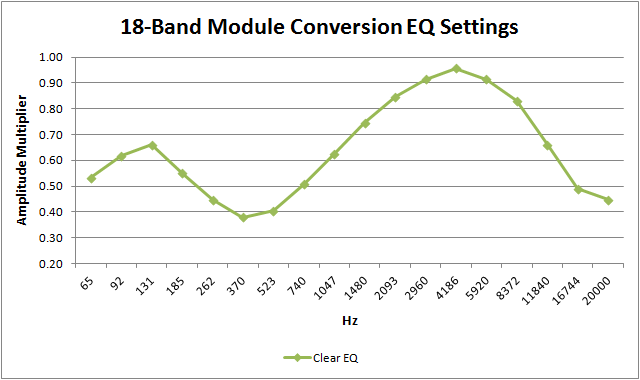 18-Band Module Conversion EQ Settings
1.00
0.90
0.80
0.70
0.60
0.50
0.40
0.30
0.20
Amplitude Multiplier
65 92 131 185 262 370 523 740 1047 1480 2093 2960 4186 5920 8372 11840 16744 20000
Hz
Clear EQ